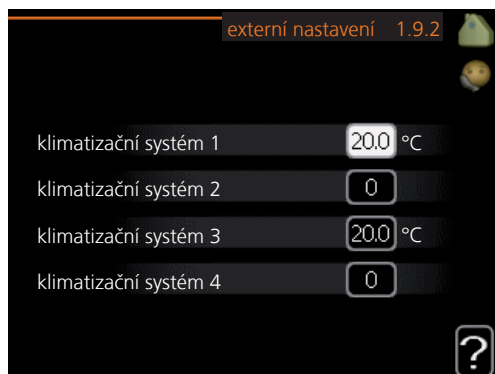 externí nastavení 1.9.2
klimatizační systém 1 20.0 °C
klimatizační systém 2 0
klimatizační systém 3 20.0 °C
klimatizační systém 4 0
?